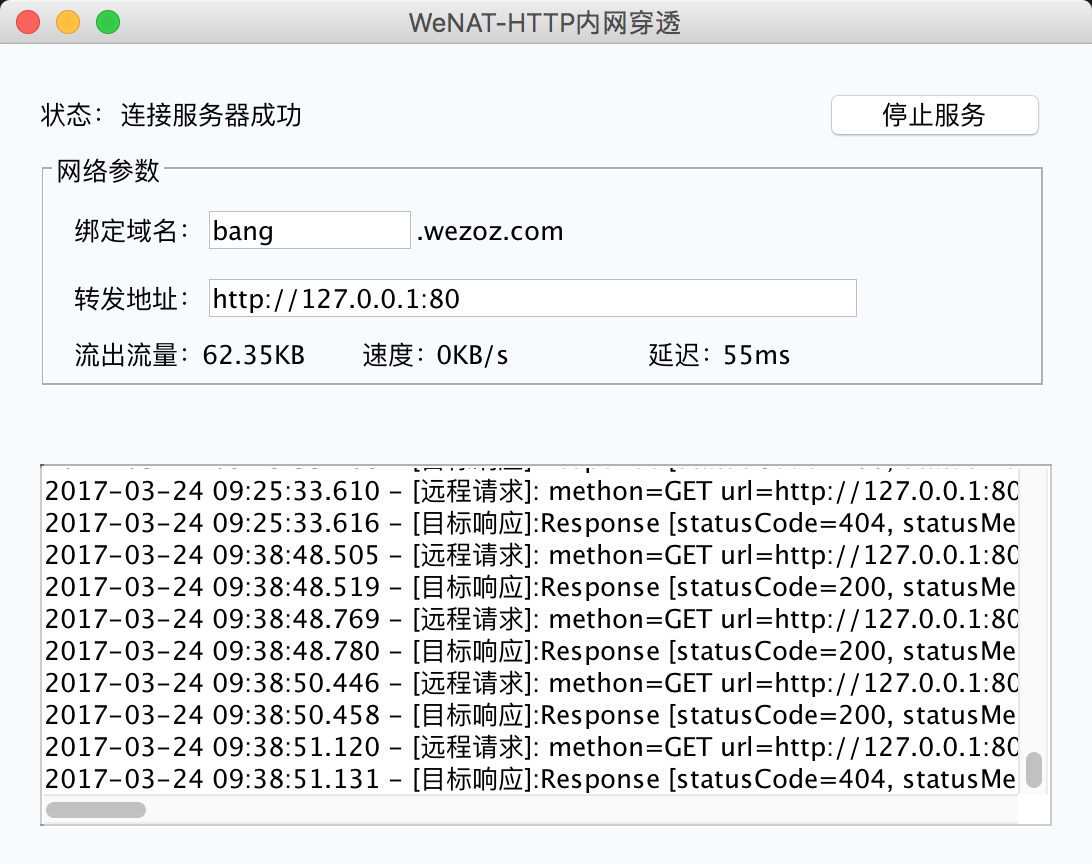 WeNAT-HTTP内网穿透
状态： 连接服务器成功 停止服务
网络参数
绑定域名： bang .wezoz.com
转发地址： http://127.0.0.1:80
流出流量：62.35KB 速度：0KB/s 延迟：55ms
2017-03-24 09:25:33.610 - [远程请求]: methon=GET url=http://127.0.0.1:80
2017-03-24 09:25:33.616 - [目标响应]:Response [statusCode=404, statusMe
2017-03-24 09:38:48.505 - [远程请求]: methon=GET url=http://127.0.0.1:80
2017-03-24 09:38:48.519 - [目标响应]:Response [statusCode=200, statusMe
2017-03-24 09:38:48.769 - [远程请求]: methon=GET url=http://127.0.0.1:80
2017-03-24 09:38:48.780 - [目标响应]:Response [statusCode=200, statusMe
2017-03-24 09:38:50.446 - [远程请求]: methon=GET url=http://127.0.0.1:80
2017-03-24 09:38:50.458 - [目标响应]:Response [statusCode=200, statusMe
2017-03-24 09:38:51.120 - [远程请求]: methon=GET url=http://127.0.0.1:80
2017-03-24 09:38:51.131 - [目标响应]:Response [statusCode=404, statusMe